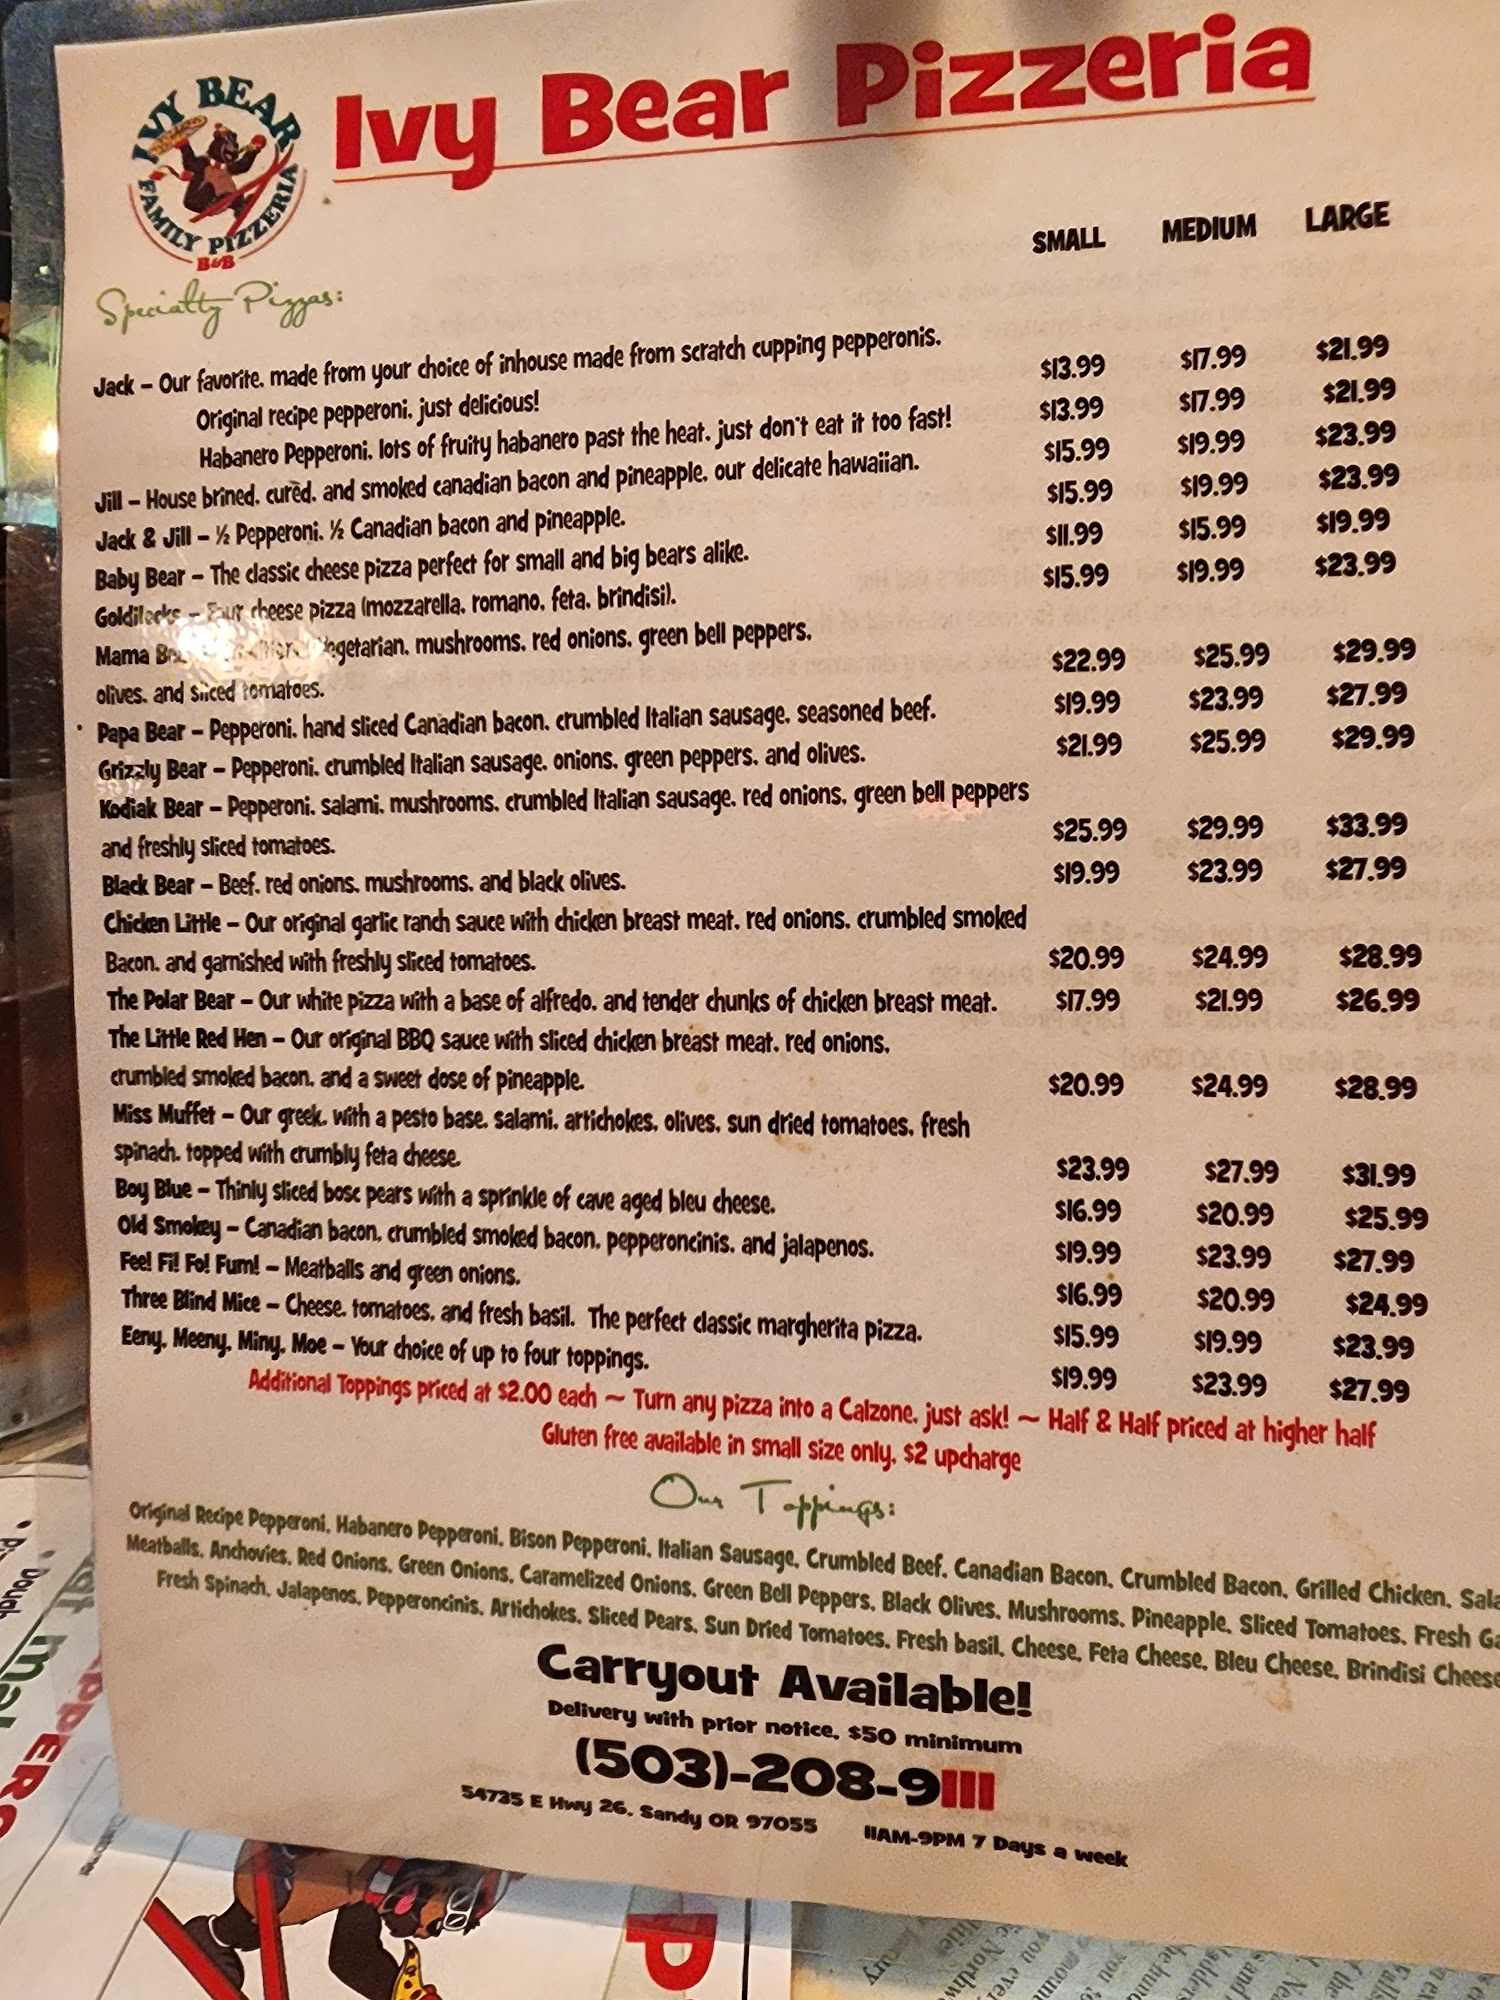 IVY BEAR
FAMILY PIZZERIA
B&B
Ivy Bear Pizzeria
SMALL MEDIUM LARGE
Specialty Pizzas:
Jack – Our favorite, made from your choice of inhouse made from scratch cupping pepperonis.
Original recipe pepperoni, just delicious! $13.99 $17.99 $21.99
Habanero Pepperoni, lots of fruity habanero past the heat, just don't eat it too fast! $13.99 $17.99 $21.99
Jill – House brined, cured, and smoked canadian bacon and pineapple, our delicate hawaiian. $15.99 $19.99 $23.99
Jack & Jill – ½ Pepperoni, ½ Canadian bacon and pineapple. $15.99 $19.99 $23.99
Baby Bear – The classic cheese pizza perfect for small and big bears alike. $11.99 $15.99 $19.99
Goldilocks – Four cheese pizza (mozzarella, romano, feta, brindisi). $15.99 $19.99 $23.99
Mama vegetarian, mushrooms, red onions, green bell peppers,
olives, and sliced tomatoes. $22.99 $25.99 $29.99
Papa Bear – Pepperoni, hand sliced Canadian bacon, crumbled Italian sausage, seasoned beef. $19.99 $23.99 $27.99
Grizzly Bear – Pepperoni, crumbled Italian sausage, onions, green peppers, and olives. $21.99 $25.99 $29.99
Kodiak Bear – Pepperoni, salami, mushrooms, crumbled Italian sausage, red onions, green bell peppers
and freshly sliced tomatoes. $25.99 $29.99 $33.99
Black Bear – Beef, red onions, mushrooms, and black olives. $19.99 $23.99 $27.99
Chicken Little – Our original garlic ranch sauce with chicken breast meat, red onions, crumbled smoked
Bacon, and garnished with freshly sliced tomatoes. $20.99 $24.99 $28.99
The Polar Bear – Our white pizza with a base of alfredo, and tender chunks of chicken breast meat. $17.99 $21.99 $26.99
The Little Red Hen – Our original BBQ sauce with sliced chicken breast meat, red onions,
crumbled smoked bacon, and a sweet dose of pineapple. $20.99 $24.99 $28.99
Miss Muffet – Our greek, with a pesto base, salami, artichokes, olives, sun dried tomatoes, fresh
spinach, topped with crumbly feta cheese. $23.99 $27.99 $31.99
Boy Blue – Thinly sliced bosc pears with a sprinkle of cave aged bleu cheese. $16.99 $20.99 $25.99
Old Smokey – Canadian bacon, crumbled smoked bacon, pepperoncinis, and jalapenos. $19.99 $23.99 $27.99
Fee! Fi! Fo! Fum! – Meatballs and green onions. $16.99 $20.99 $24.99
Three Blind Mice – Cheese, tomatoes, and fresh basil. The perfect classic margherita pizza. $15.99 $19.99 $23.99
Eeny, Meeny, Miny, Moe – Your choice of up to four toppings. $19.99 $23.99 $27.99
Additional Toppings priced at $2.00 each ~ Turn any pizza into a Calzone, just ask! ~ Half & Half priced at higher half
Gluten free available in small size only, $2 upcharge
Our Toppings:
Original Recipe Pepperoni, Habanero Pepperoni, Bison Pepperoni, Italian Sausage, Crumbled Beef, Canadian Bacon, Crumbled Bacon, Grilled Chicken,
Meatballs, Anchovies, Red Onions, Green Onions, Caramelized Onions, Green Bell Peppers, Black Olives, Mushrooms, Pineapple, Sliced Tomatoes, Fresh
Fresh Spinach, Jalapenos, Pepperoncinis, Artichokes, Sliced Pears, Sun Dried Tomatoes, Fresh basil, Cheese, Feta Cheese, Bleu Cheese, Brindisi Cheese
Carryout Available!
Delivery with prior notice, $50 minimum
(503)-208-9111
54735 E Hwy 26, Sandy OR 97055 11AM-9PM 7 Days a week